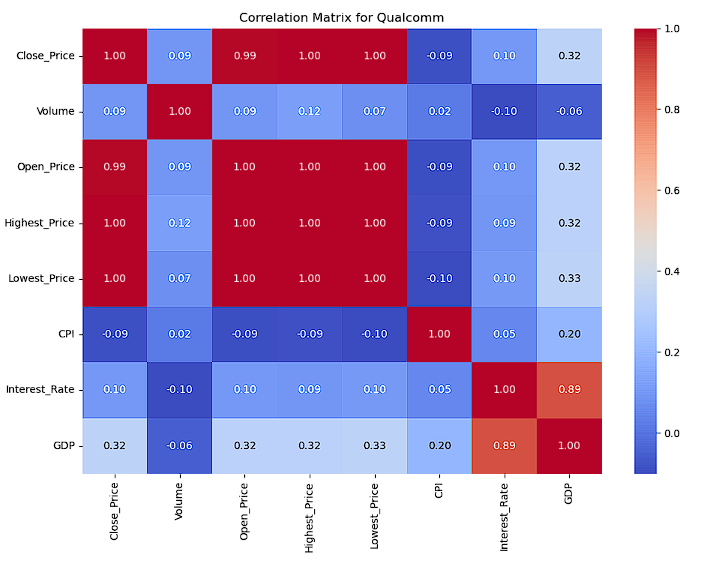 Correlation Matrix for Qualcomm
Close_Price 1.00 0.09 0.99 1.00 1.00 -0.09 0.10 0.32
Volume 0.09 1.00 0.09 0.12 0.07 0.02 -0.10 -0.06
Open_Price 0.99 0.09 1.00 1.00 1.00 -0.09 0.10 0.32
Highest_Price 1.00 0.12 1.00 1.00 1.00 -0.09 0.09 0.32
Lowest_Price 1.00 0.07 1.00 1.00 1.00 -0.10 0.10 0.33
CPI -0.09 0.02 -0.09 -0.09 -0.10 1.00 0.05 0.20
Interest_Rate 0.10 -0.10 0.10 0.09 0.10 0.05 1.00 0.89
GDP 0.32 -0.06 0.32 0.32 0.33 0.20 0.89 1.00
Close_Price Volume Open_Price Highest_Price Lowest_Price CPI Interest_Rate GDP
1.0
0.8
0.6
0.4
0.2
0.0